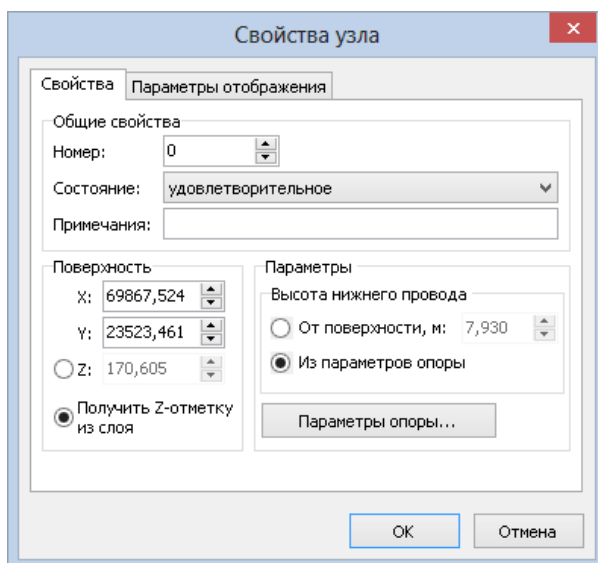 Свойства узла
Свойства
Параметры отображения
Общие свойства
Номер: 0
Состояние: удовлетворительное
Примечания:
Поверхность
X: 69867,524
Y: 23523,461
Z: 170,605
Получить Z-отметку
из слоя
Параметры
Высота нижнего провода
От поверхности, м: 7,930
Из параметров опоры
Параметры опоры...
OK
Отмена